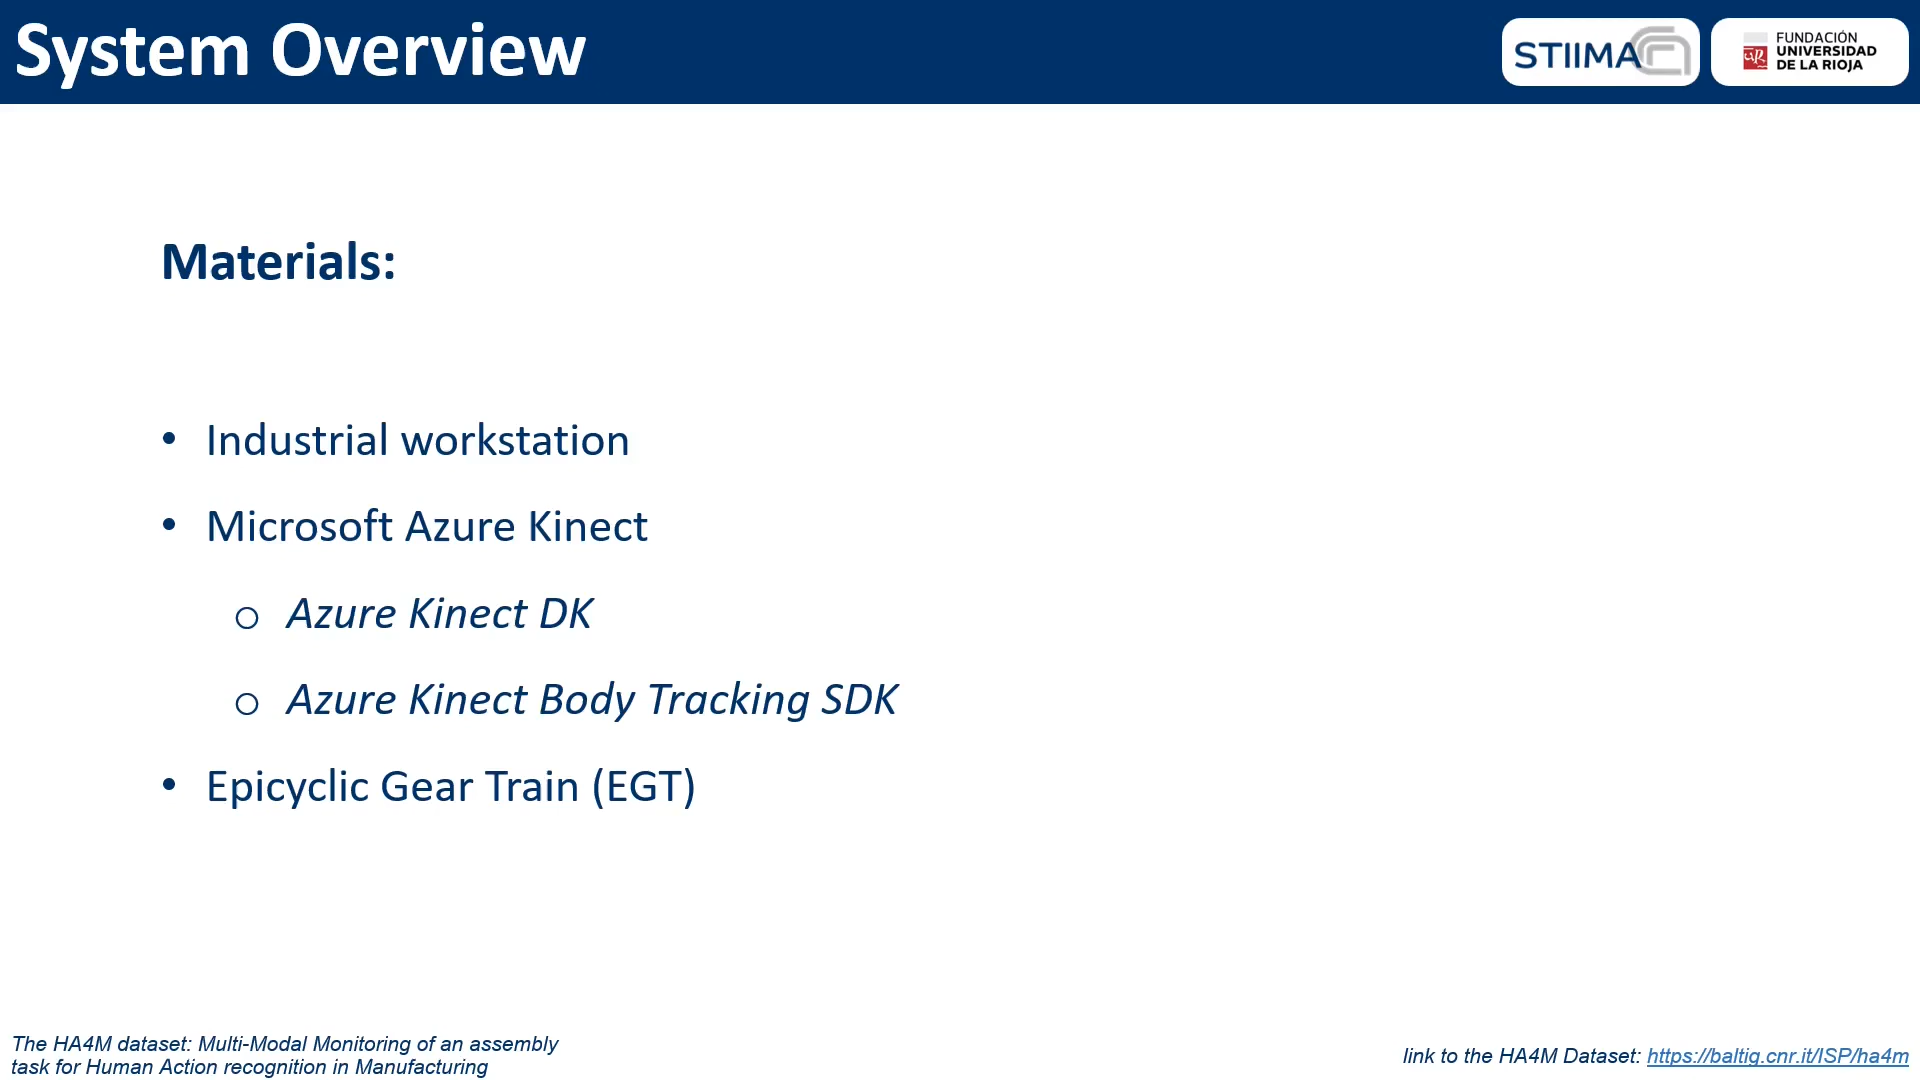 System Overview
STIIMA
FUNDACIÓN
UNIVERSIDAD
DE LA RIOJA
Materials:
• Industrial workstation
• Microsoft Azure Kinect
o Azure Kinect DK
o Azure Kinect Body Tracking SDK
• Epicyclic Gear Train (EGT)
The HA4M dataset: Multi-Modal Monitoring of an assembly
task for Human Action recognition in Manufacturing
link to the HA4M Dataset: https://baltig.cnr.it/ISP/ha4m